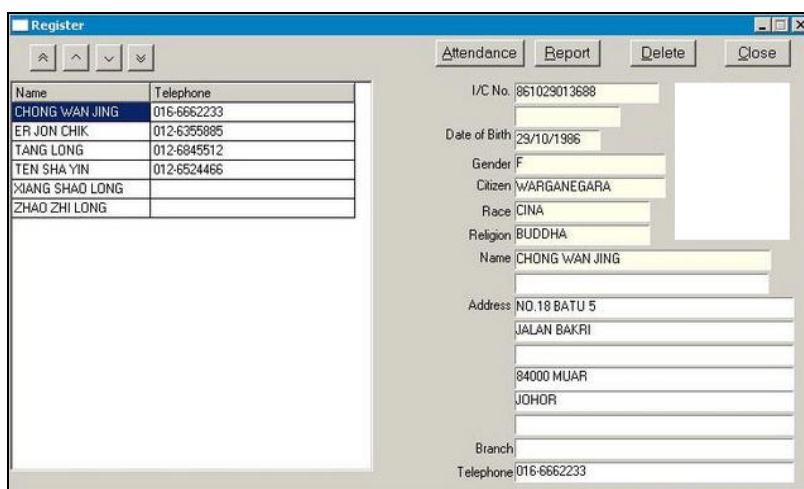 Register
Attendance Report Delete Close
Name Telephone
CHONG WAN JING 016-6662233
ER JON CHIK 012-6355885
TANG LONG 012-6845512
TEN SHA YIN 012-6524466
XIANG SHAO LONG
ZHAO ZHI LONG
I/C No. 861029013688
Date of Birth 29/10/1986
Gender F
Citizen WARGANEGARA
Race CINA
Religion BUDDHA
Name CHONG WAN JING
Address NO.18 BATU 5
JALAN BAKRI
84000 MUAR
JOHOR
Branch
Telephone 016-6662233